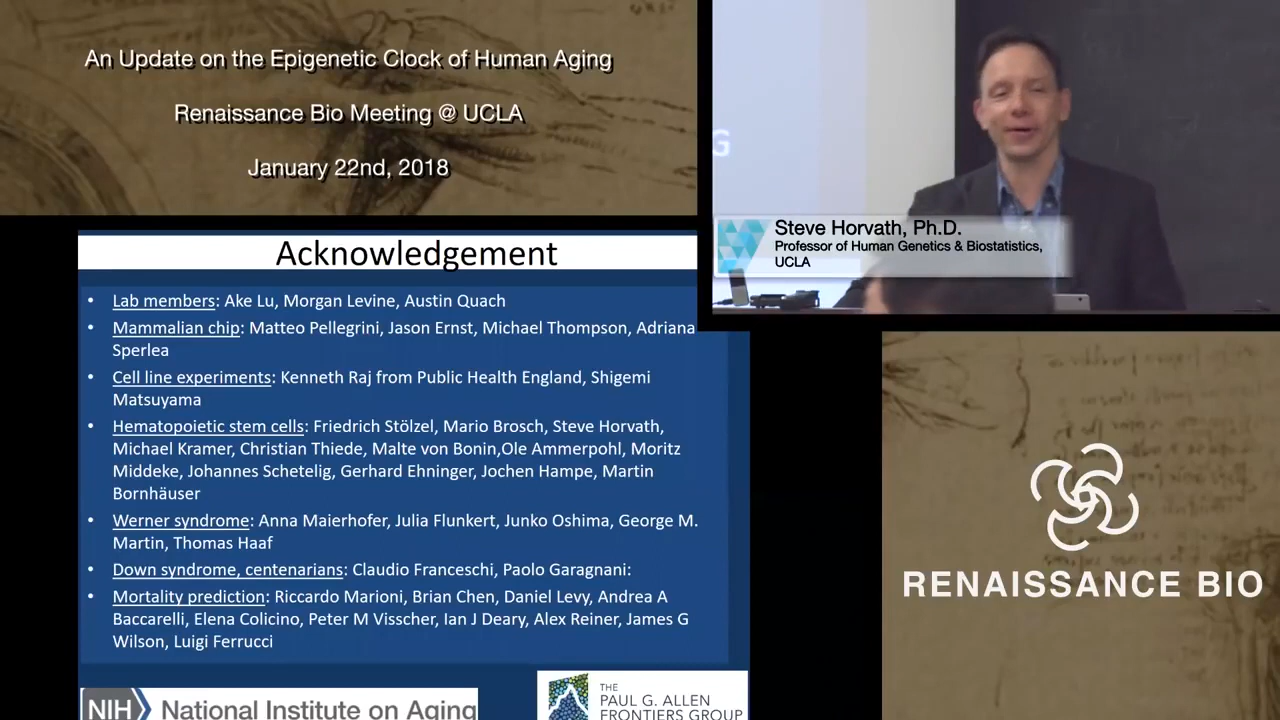 An Update on the Epigenetic Clock of Human Aging
Renaissance Bio Meeting @ UCLA
January 22nd, 2018
G
Steve Horvath, Ph.D.
Professor of Human Genetics & Biostatistics,
UCLA
Acknowledgement
• Lab members: Ake Lu, Morgan Levine, Austin Quach
• Mammalian chip: Matteo Pellegrini, Jason Ernst, Michael Thompson, Adriana
Sperlea
• Cell line experiments: Kenneth Raj from Public Health England, Shigemi
Matsuyama
• Hematopoietic stem cells: Friedrich Stölzel, Mario Brosch, Steve Horvath,
Michael Kramer, Christian Thiede, Malte von Bonin,Ole Ammerpohl, Moritz
Middeke, Johannes Schetelig, Gerhard Ehninger, Jochen Hampe, Martin
Bornhäuser
• Werner syndrome: Anna Maierhofer, Julia Flunkert, Junko Oshima, George M.
Martin, Thomas Haaf
• Down syndrome, centenarians: Claudio Franceschi, Paolo Garagnani:
• Mortality prediction: Riccardo Marioni, Brian Chen, Daniel Levy, Andrea A
Baccarelli, Elena Colicino, Peter M Visscher, Ian J Deary, Alex Reiner, James G
Wilson, Luigi Ferrucci
NIH National Institute on Aging
THE
PAUL G. ALLEN
FRONTIERS GROUP
RENAISSANCE BIO